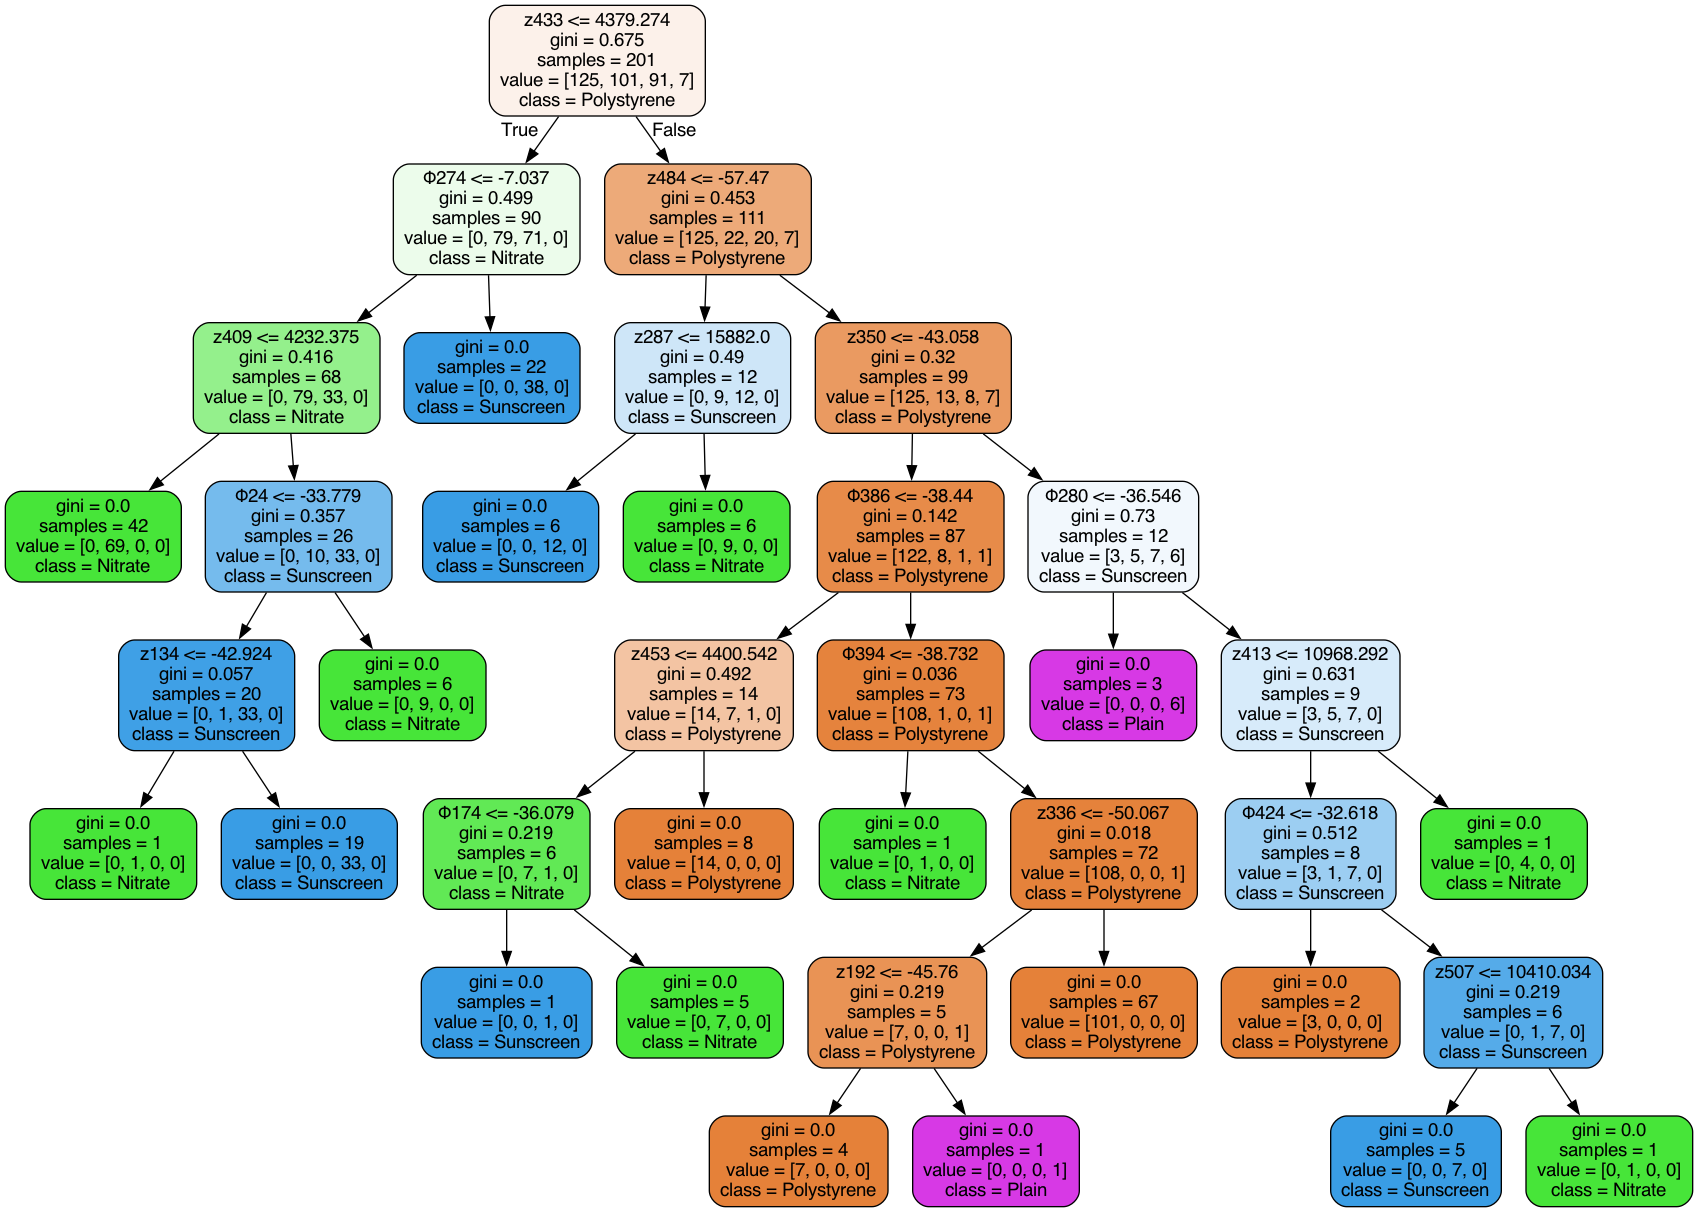 z433 <= 4379.274
gini = 0.675
samples = 201
value = [125, 101, 91, 7]
class = Polystyrene
True
False
Φ274 <= -7.037
gini = 0.499
samples = 90
value = [0, 79, 71, 0]
class = Nitrate
z484 <= -57.47
gini = 0.453
samples = 111
value = [125, 22, 20, 7]
class = Polystyrene
z409 <= 4232.375
gini = 0.416
samples = 68
value = [0, 79, 33, 0]
class = Nitrate
gini = 0.0
samples = 22
value = [0, 0, 38, 0]
class = Sunscreen
z287 <= 15882.0
gini = 0.49
samples = 12
value = [0, 9, 12, 0]
class = Sunscreen
z350 <= -43.058
gini = 0.32
samples = 99
value = [125, 13, 8, 7]
class = Polystyrene
gini = 0.0
samples = 42
value = [0, 69, 0, 0]
class = Nitrate
Φ24 <= -33.779
gini = 0.357
samples = 26
value = [0, 10, 33, 0]
class = Sunscreen
gini = 0.0
samples = 6
value = [0, 0, 12, 0]
class = Sunscreen
gini = 0.0
samples = 6
value = [0, 9, 0, 0]
class = Nitrate
Φ386 <= -38.44
gini = 0.142
samples = 87
value = [122, 8, 1, 1]
class = Polystyrene
Φ280 <= -36.546
gini = 0.73
samples = 12
value = [3, 5, 7, 6]
class = Sunscreen
z134 <= -42.924
gini = 0.057
samples = 20
value = [0, 1, 33, 0]
class = Sunscreen
gini = 0.0
samples = 6
value = [0, 9, 0, 0]
class = Nitrate
z453 <= 4400.542
gini = 0.492
samples = 14
value = [14, 7, 1, 0]
class = Polystyrene
Φ394 <= -38.732
gini = 0.036
samples = 73
value = [108, 1, 0, 1]
class = Polystyrene
gini = 0.0
samples = 3
value = [0, 0, 0, 6]
class = Plain
z413 <= 10968.292
gini = 0.631
samples = 9
value = [3, 5, 7, 0]
class = Sunscreen
gini = 0.0
samples = 1
value = [0, 1, 0, 0]
class = Nitrate
gini = 0.0
samples = 19
value = [0, 0, 33, 0]
class = Sunscreen
Φ174 <= -36.079
gini = 0.219
samples = 6
value = [0, 7, 1, 0]
class = Nitrate
gini = 0.0
samples = 8
value = [14, 0, 0, 0]
class = Polystyrene
gini = 0.0
samples = 1
value = [0, 1, 0, 0]
class = Nitrate
z336 <= -50.067
gini = 0.018
samples = 72
value = [108, 0, 0, 1]
class = Polystyrene
Φ424 <= -32.618
gini = 0.512
samples = 8
value = [3, 1, 7, 0]
class = Sunscreen
gini = 0.0
samples = 1
value = [0, 4, 0, 0]
class = Nitrate
gini = 0.0
samples = 1
value = [0, 0, 1, 0]
class = Sunscreen
gini = 0.0
samples = 5
value = [0, 7, 0, 0]
class = Nitrate
z192 <= -45.76
gini = 0.219
samples = 5
value = [7, 0, 0, 1]
class = Polystyrene
gini = 0.0
samples = 67
value = [101, 0, 0, 0]
class = Polystyrene
gini = 0.0
samples = 2
value = [3, 0, 0, 0]
class = Polystyrene
z507 <= 10410.034
gini = 0.219
samples = 6
value = [0, 1, 7, 0]
class = Sunscreen
gini = 0.0
samples = 4
value = [7, 0, 0, 0]
class = Polystyrene
gini = 0.0
samples = 1
value = [0, 0, 0, 1]
class = Plain
gini = 0.0
samples = 5
value = [0, 0, 7, 0]
class = Sunscreen
gini = 0.0
samples = 1
value = [0, 1, 0, 0]
class = Nitrate